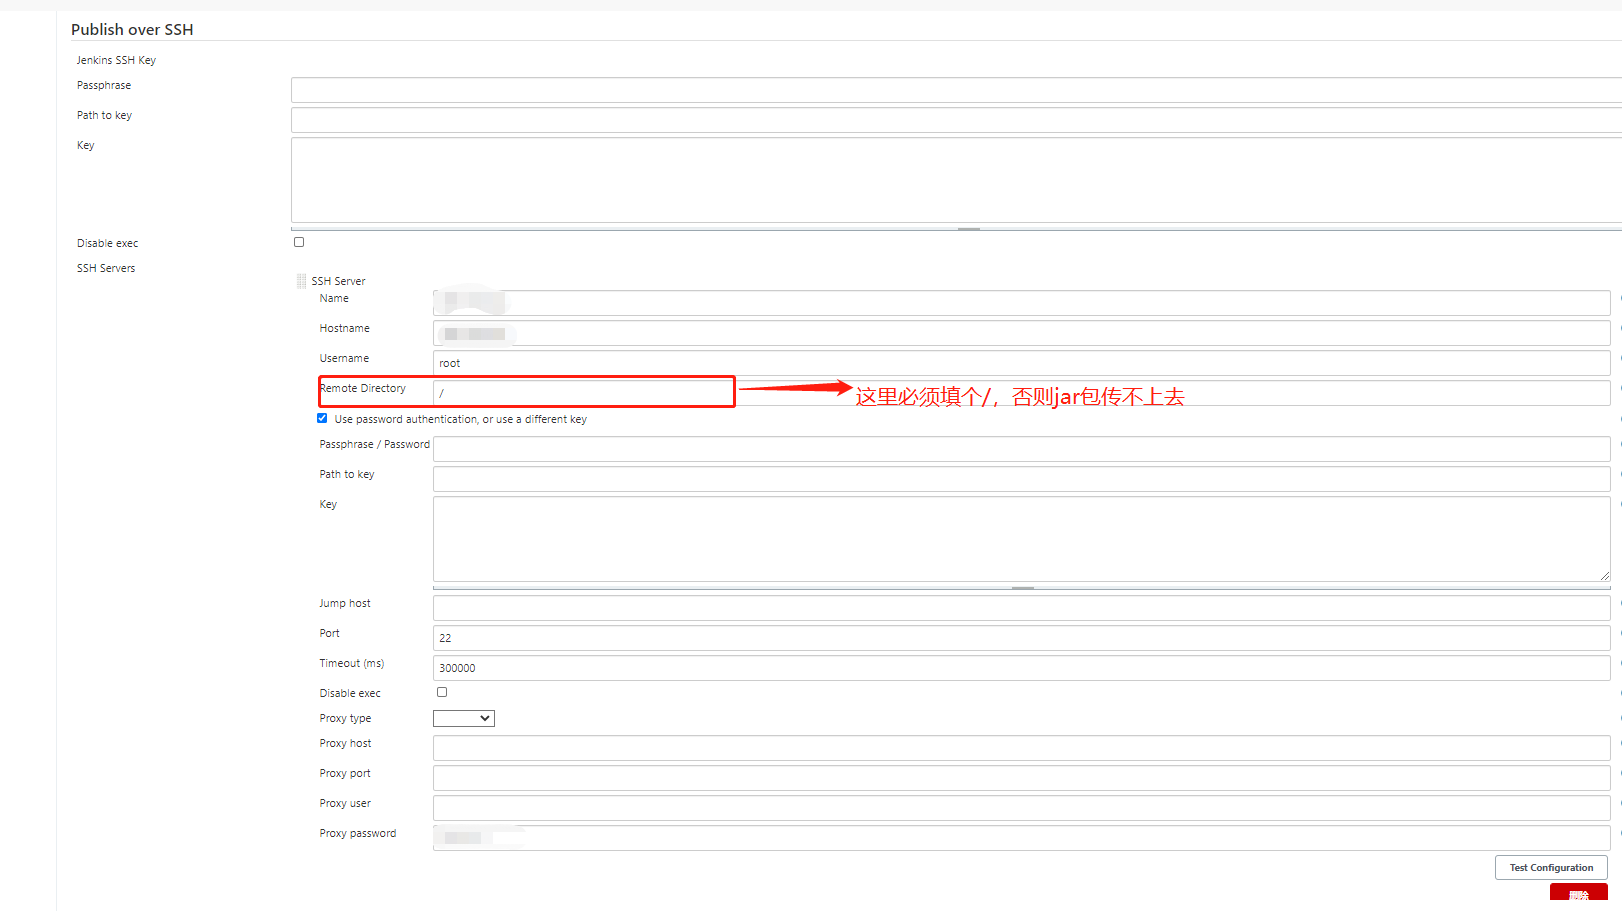 Publish over SSH
Jenkins SSH Key
Passphrase
Path to key
Key
Disable exec
SSH Servers
SSH Server
Name
Hostname
Username
root
Remote Directory
/
这里必须填个/，否则jar包传不上去
Use password authentication, or use a different key
Passphrase / Password
Path to key
Key
Jump host
Port
22
Timeout (ms)
300000
Disable exec
Proxy type
Proxy host
Proxy port
Proxy user
Proxy password
Test Configuration
删除